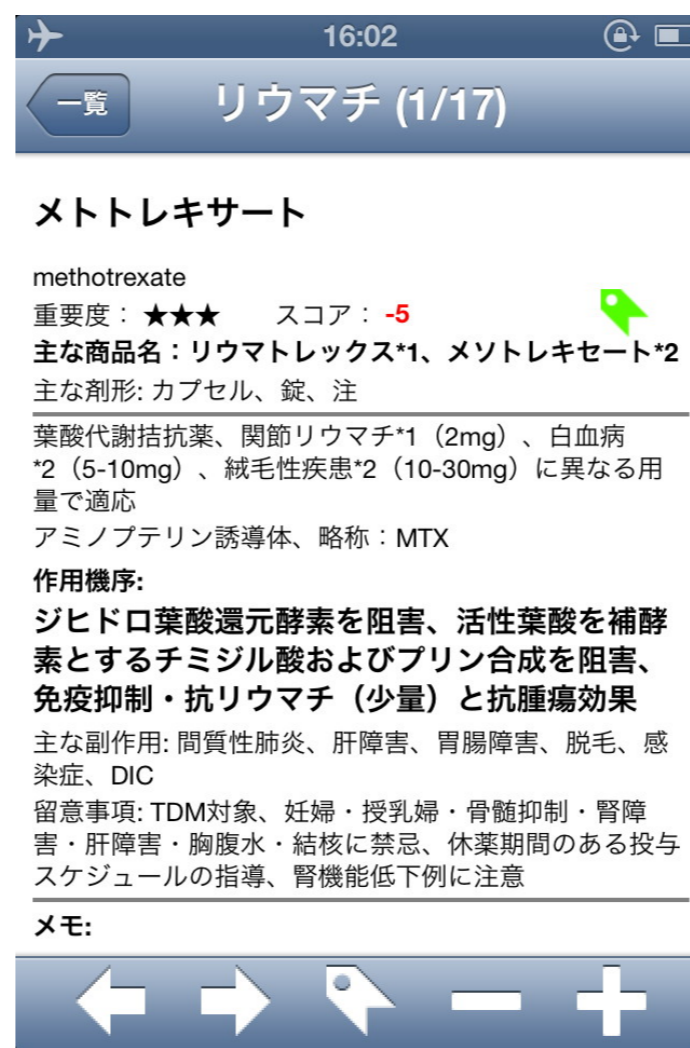 16:02
一覧
リウマチ (1/17)
メトトレキサート
methotrexate
重要度： ★★★ スコア： -5
主な商品名：リウマトレックス*1、メソトレキセート*2
主な剤形: カプセル、錠、注
葉酸代謝拮抗薬、関節リウマチ*1（2mg）、白血病
*2（5-10mg）、絨毛性疾患*2（10-30mg）に異なる用
量で適応
アミノプテリン誘導体、略称：MTX
作用機序:
ジヒドロ葉酸還元酵素を阻害、活性葉酸を補酵
素とするチミジル酸およびプリン合成を阻害、
免疫抑制・抗リウマチ（少量）と抗腫瘍効果
主な副作用: 間質性肺炎、肝障害、胃腸障害、脱毛、感
染症、DIC
留意事項: TDM対象、妊婦・授乳婦・骨髄抑制・腎障
害・肝障害・胸腹水・結核に禁忌、休薬期間のある投与
スケジュールの指導、腎機能低下例に注意
メモ: